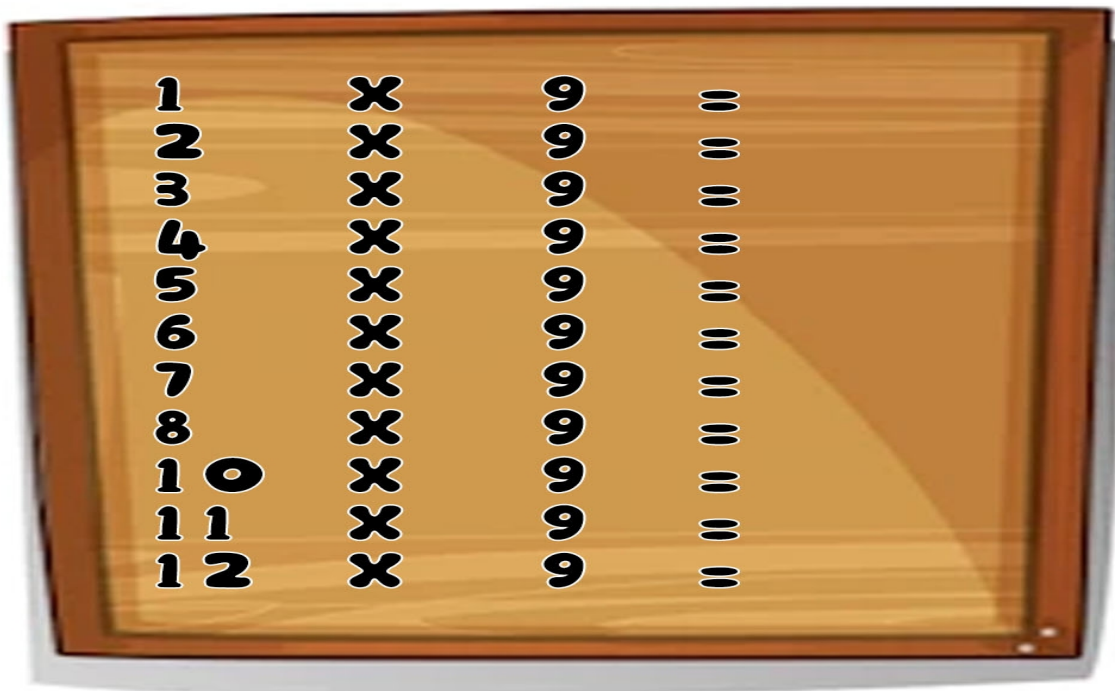 1 x 9 =
2 x 9 =
3 x 9 =
4 x 9 =
5 x 9 =
6 x 9 =
7 x 9 =
8 x 9 =
10 x 9 =
11 x 9 =
12 x 9 =